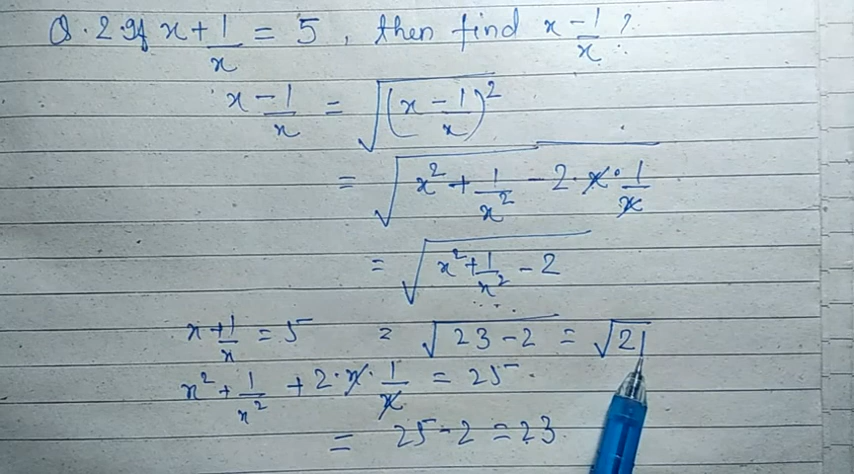 Q.2. If x + 1/x = 5, then find x - 1/x ?
x - 1/x = √(x - 1/x)²
= √x² + 1/x² - 2·x·1/x
= √x² + 1/x² - 2
x + 1/x = 5 = √23 - 2 = √21
x² + 1/x² + 2·x·1/x = 25.
= 25 - 2 = 23